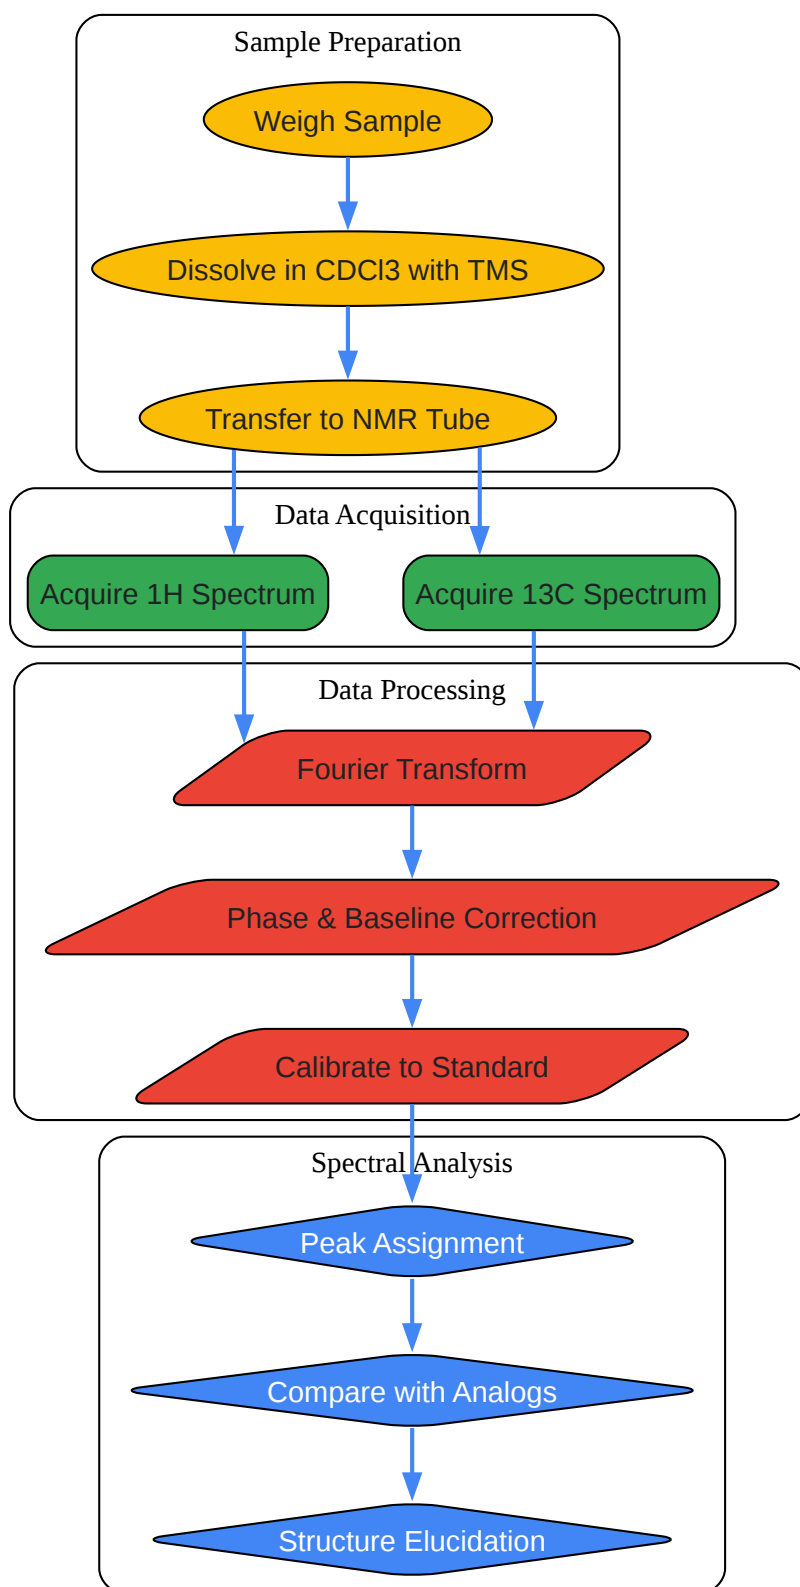 Sample Preparation
Weigh Sample
Dissolve in CDCl3 with TMS
Transfer to NMR Tube
Data Acquisition
Acquire 1H Spectrum
Acquire 13C Spectrum
Data Processing
Fourier Transform
Phase & Baseline Correction
Calibrate to Standard
Spectral Analysis
Peak Assignment
Compare with Analogs
Structure Elucidation